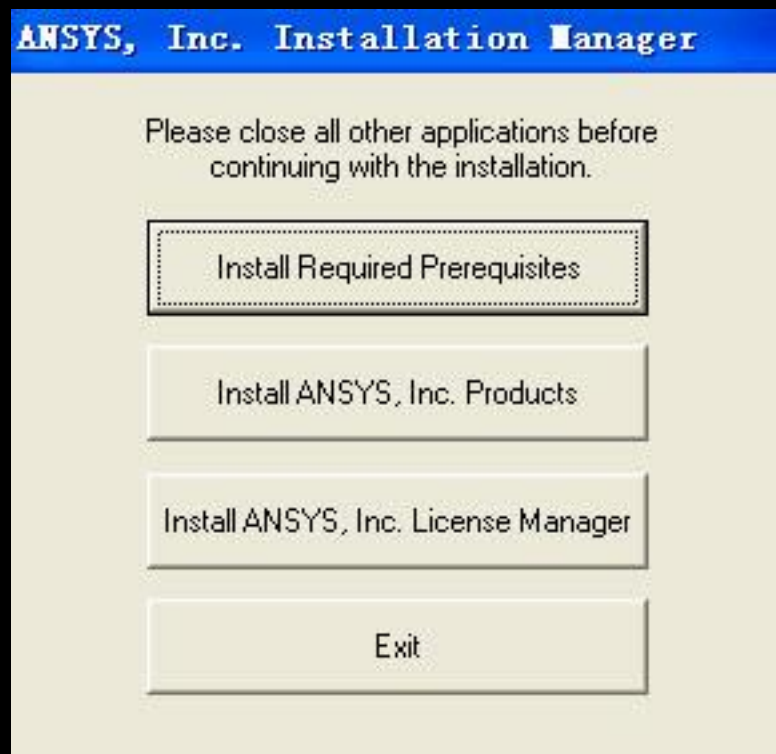 ANSYS, Inc. Installation Manager
Please close all other applications before
continuing with the installation.
Install Required Prerequisites
Install ANSYS, Inc. Products
Install ANSYS, Inc. License Manager
Exit